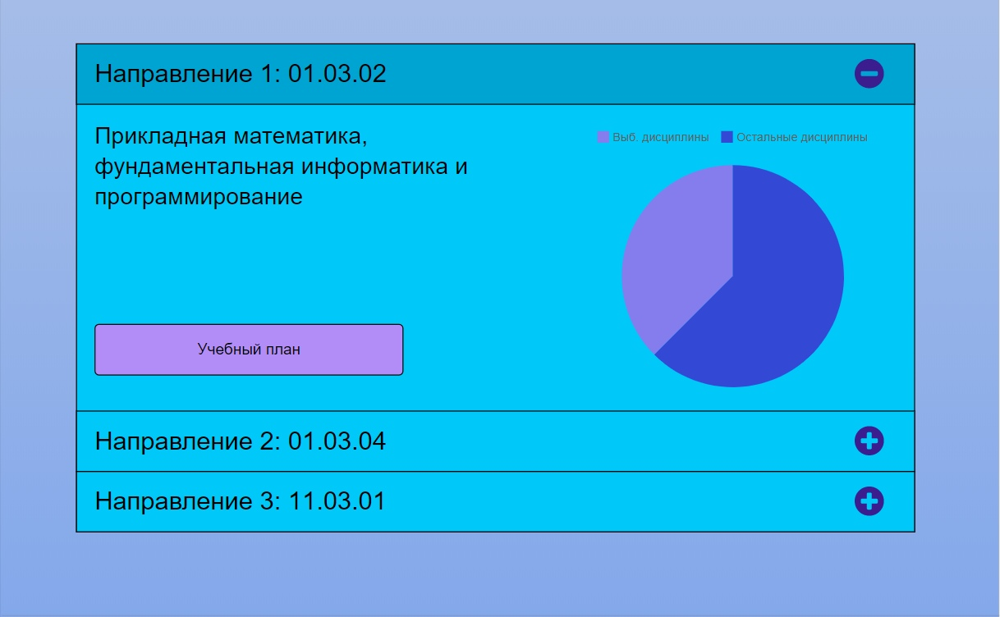 Направление 1: 01.03.02
Прикладная математика,
фундаментальная информатика и
программирование
Выб. дисциплины
Остальные дисциплины
Учебный план
Направление 2: 01.03.04
Направление 3: 11.03.01